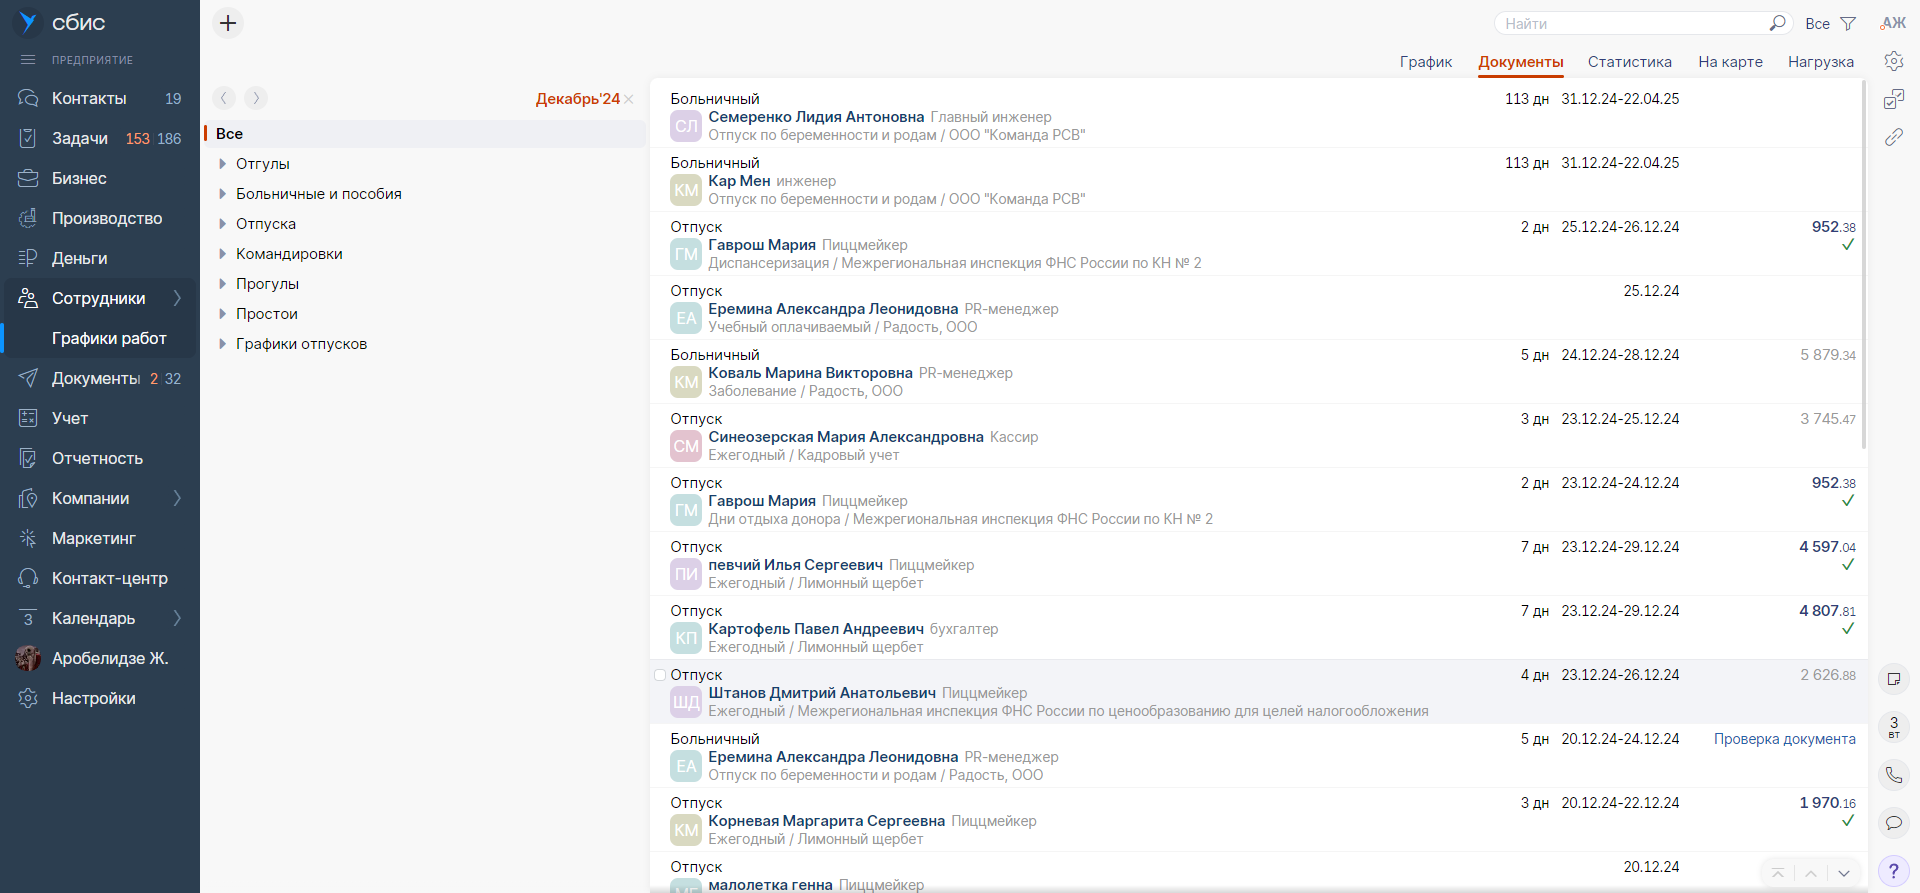 сбис
ПРЕДПРИЯТИЕ
Контакты 19
Задачи 153 186
Бизнес
Производство
Деньги
Сотрудники
Графики работ
Документы 2 32
Учет
Отчетность
Компании
Маркетинг
Контакт-центр
3 Календарь
Аробелидзе Ж.
Настройки
Найти
Все
АЖ
График Документы Статистика На карте Нагрузка
Декабрь'24
Все
Отгулы
Больничные и пособия
Отпуска
Командировки
Прогулы
Простои
Графики отпусков
Больничный 113 дн 31.12.24-22.04.25
СЛ Семеренко Лидия Антоновна Главный инженер
Отпуск по беременности и родам / ООО "Команда РСВ"
Больничный 113 дн 31.12.24-22.04.25
КМ Кар Мен инженер
Отпуск по беременности и родам / ООО "Команда РСВ"
Отпуск 2 дн 25.12.24-26.12.24 952.38
ГМ Гаврош Мария Пиццмейкер
Диспансеризация / Межрегиональная инспекция ФНС России по КН № 2
Отпуск 25.12.24
ЕА Еремина Александра Леонидовна PR-менеджер
Учебный оплачиваемый / Радость, ООО
Больничный 5 дн 24.12.24-28.12.24 5 879.34
КМ Коваль Марина Викторовна PR-менеджер
Заболевание / Радость, ООО
Отпуск 3 дн 23.12.24-25.12.24 3 745.47
СМ Синеозерская Мария Александровна Кассир
Ежегодный / Кадровый учет
Отпуск 2 дн 23.12.24-24.12.24 952.38
ГМ Гаврош Мария Пиццмейкер
Дни отдыха донора / Межрегиональная инспекция ФНС России по КН № 2
Отпуск 7 дн 23.12.24-29.12.24 4 597.04
ПИ певчий Илья Сергеевич Пиццмейкер
Ежегодный / Лимонный щербет
Отпуск 7 дн 23.12.24-29.12.24 4 807.81
КП Картофель Павел Андреевич бухгалтер
Ежегодный / Лимонный щербет
Отпуск 4 дн 23.12.24-26.12.24 2 626.88
ШД Штанов Дмитрий Анатольевич Пиццмейкер
Ежегодный / Межрегиональная инспекция ФНС России по ценообразованию для целей налогообложения
Больничный 5 дн 20.12.24-24.12.24 Проверка документа
ЕА Еремина Александра Леонидовна PR-менеджер
Отпуск по беременности и родам / Радость, ООО
Отпуск 3 дн 20.12.24-22.12.24 1 970.16
КМ Корневая Маргарита Сергеевна Пиццмейкер
Ежегодный / Лимонный щербет
Отпуск 20.12.24
малолетка генна Пиццмейкер
3
ВТ
?